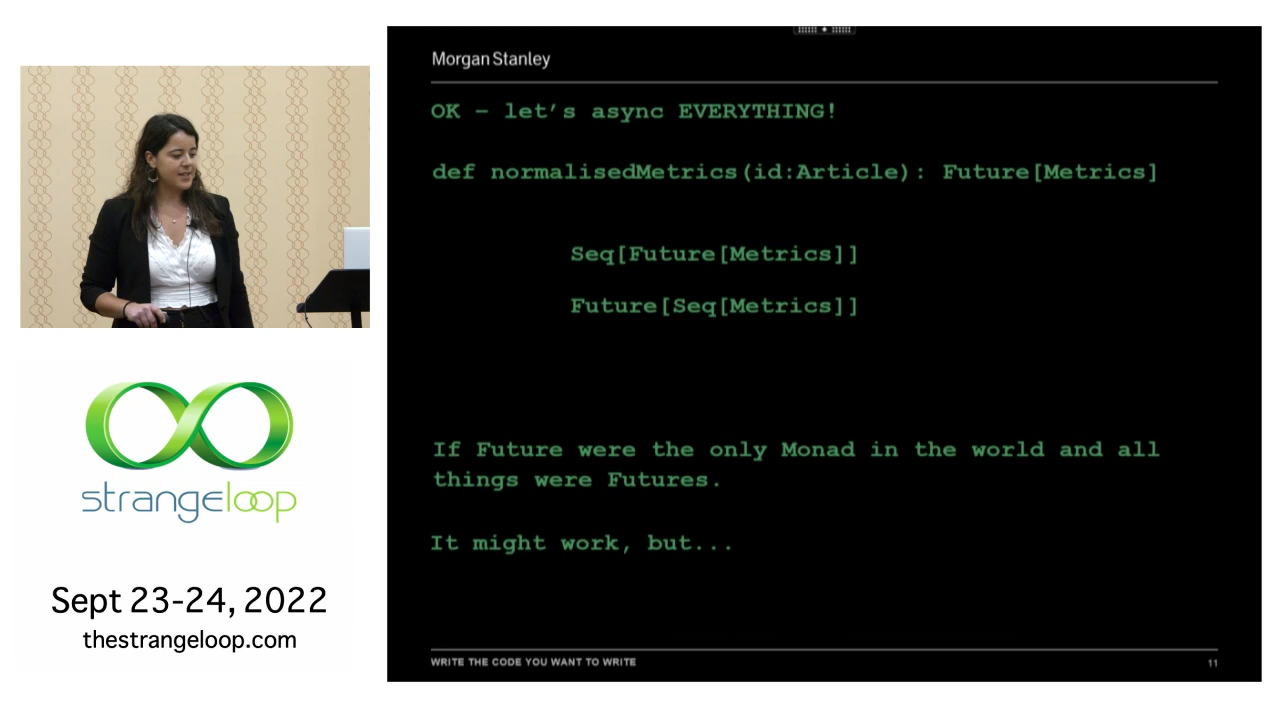 Morgan Stanley
OK – let's async EVERYTHING!
def normalisedMetrics(id:Article): Future[Metrics]
Seq[Future[Metrics]]
Future[Seq[Metrics]]
If Future were the only Monad in the world and all
things were Futures.
It might work, but...
WRITE THE CODE YOU WANT TO WRITE
11
strangeloop
Sept 23-24, 2022
thestrangeloop.com